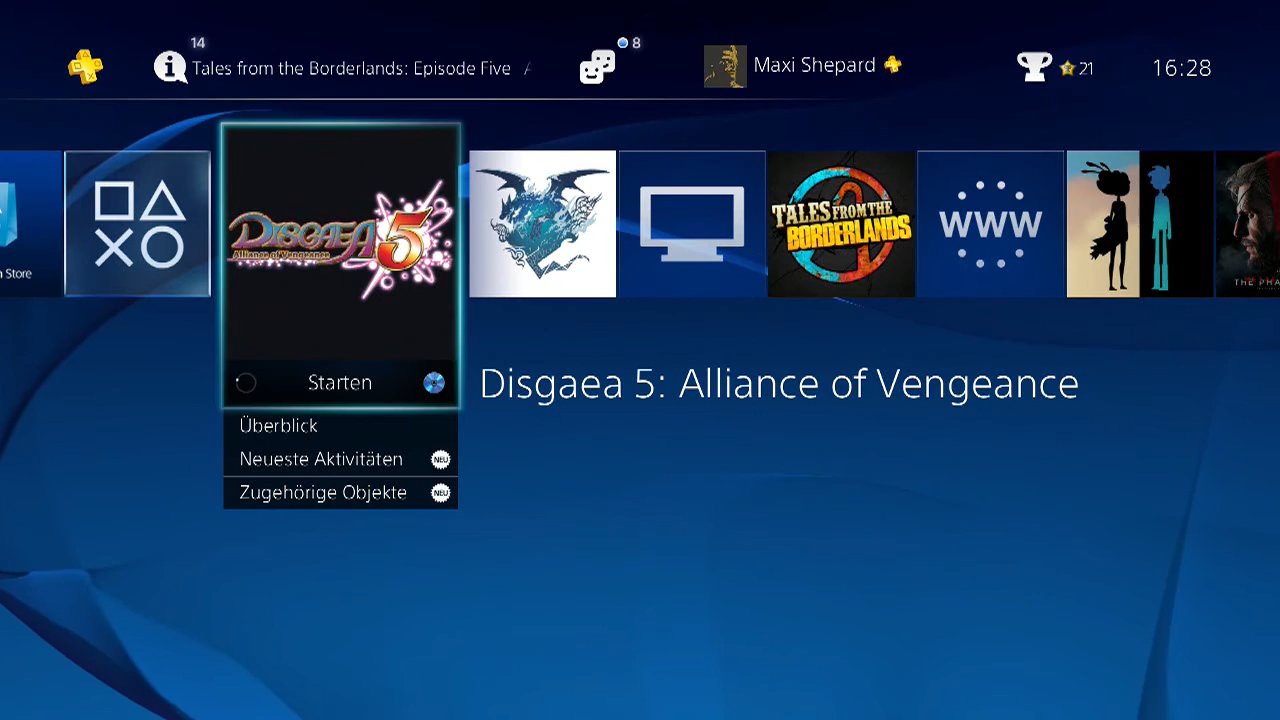 14
Tales from the Borderlands: Episode Five
8
Maxi Shepard
21
16:28
Store
DISGAEA 5
Alliance of Vengeance
TALES FROM THE
BORDERLANDS
WWW
THE PHA
Starten
Disgaea 5: Alliance of Vengeance
Überblick
Neueste Aktivitäten
NEU
Zugehörige Objekte
NEU